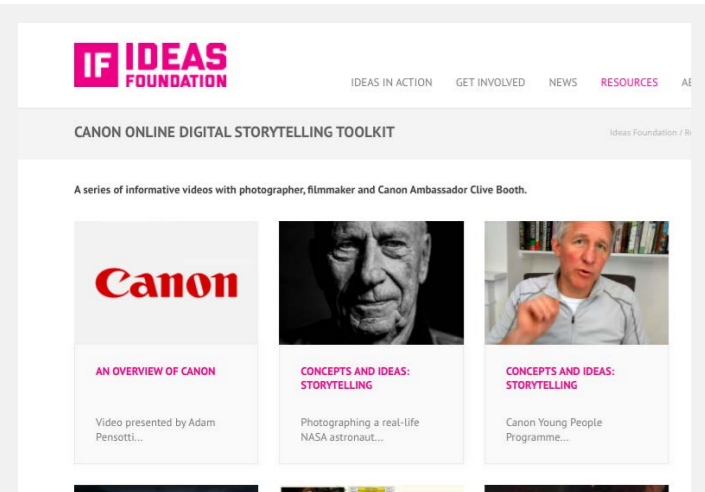 IF IDEAS
FOUNDATION
IDEAS IN ACTION GET INVOLVED NEWS RESOURCES
CANON ONLINE DIGITAL STORYTELLING TOOLKIT
Ideas Foundation /
A series of informative videos with photographer, filmmaker and Canon Ambassador Clive Booth.
Canon
AN OVERVIEW OF CANON
Video presented by Adam
Pensotti...
CONCEPTS AND IDEAS:
STORYTELLING
Photographing a real-life
NASA astronaut...
CONCEPTS AND IDEAS:
STORYTELLING
Canon Young People
Programme...